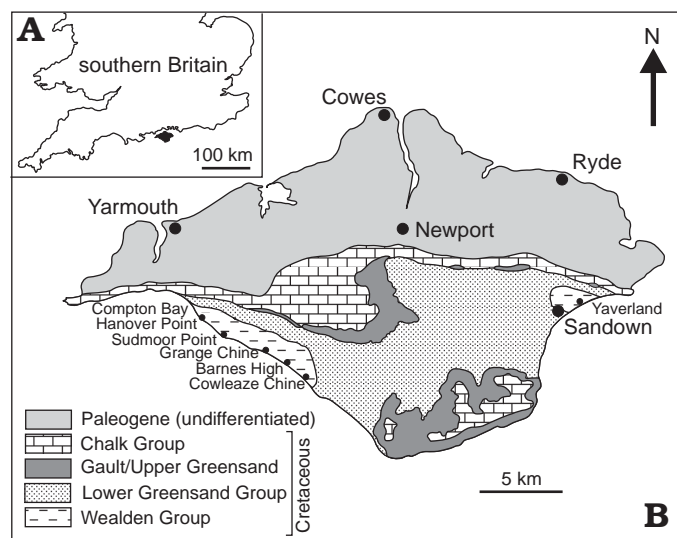 A
southern Britain
100 km
N
Cowes
Ryde
Yarmouth
Newport
Compton Bay
Hanover Point
Sudmoor Point
Grange Chine
Barnes High
Cowleaze Chine
Yaverland
Sandown
Paleogene (undifferentiated)
Chalk Group
Gault/Upper Greensand
Lower Greensand Group
Wealden Group
Cretaceous
5 km
B